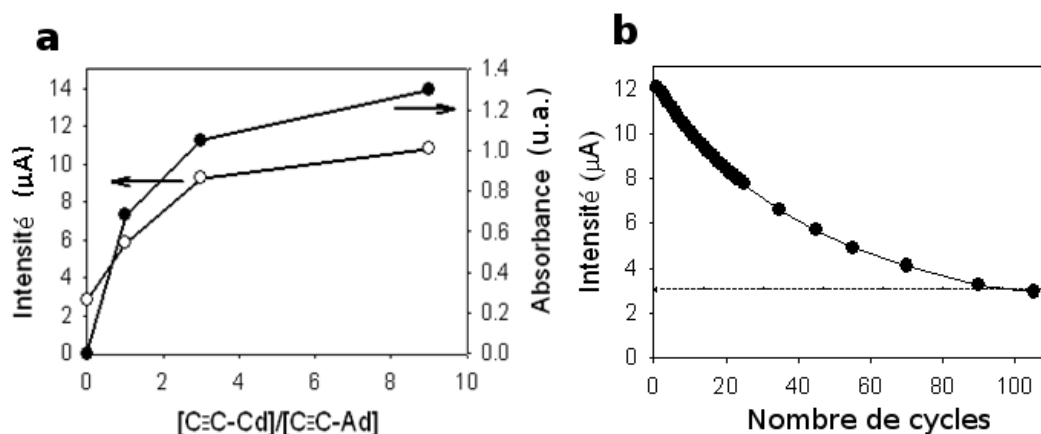 a
b
Intensité (µA)
14
12
10
8
6
4
2
0
1.4
1.2
1.0
0.8
0.6
0.4
0.2
0.0
Absorbance (u.a.)
0 2 4 6 8 10
[C≡C-Cd]/[C≡C-Ad]
Intensité (µA)
12
10
8
6
4
2
0
0 20 40 60 80 100
Nombre de cycles